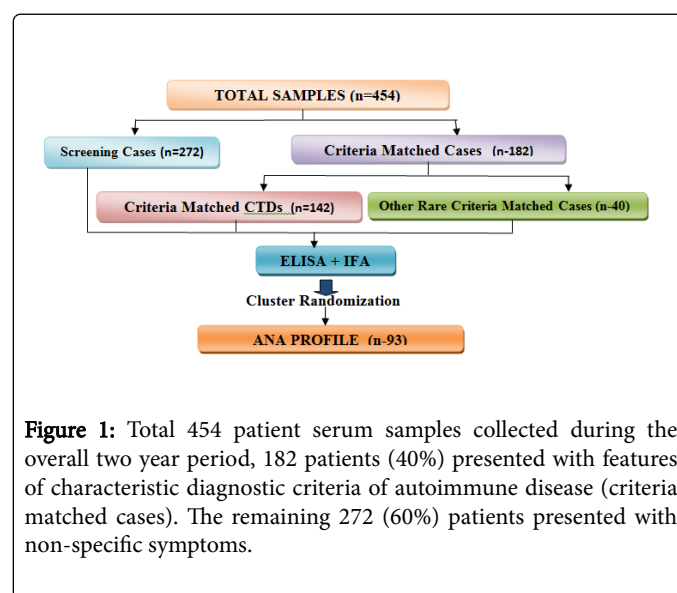 TOTAL SAMPLES (n=454)
Screening Cases (n=272)
Criteria Matched Cases (n-182)
Criteria Matched CTDs (n=142)
Other Rare Criteria Matched Cases (n-40)
ELISA + IFA
Cluster Randomization
ANA PROFILE (n-93)
Figure 1: Total 454 patient serum samples collected during the
overall two year period, 182 patients (40%) presented with features
of characteristic diagnostic criteria of autoimmune disease (criteria
matched cases). The remaining 272 (60%) patients presented with
non-specific symptoms.